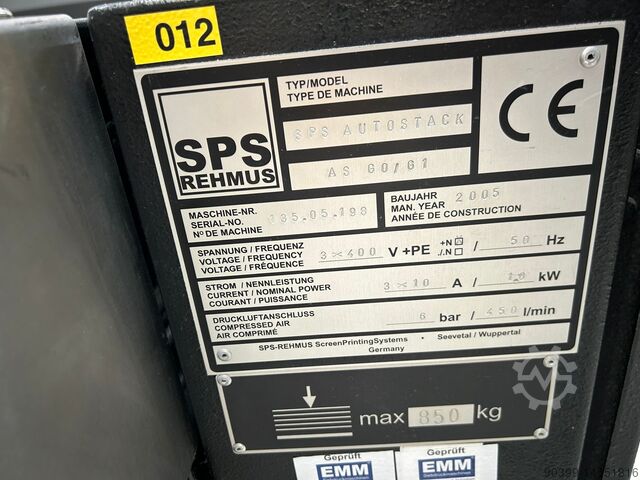 012
SPS
REHMUS
TYP/MODEL
TYPE DE MACHINE
SPS AUTOSTACK
AS 60/61
CE
MASCHINE-NR.
SERIAL-NO.
N° DE MACHINE
135.05.198
BAUJAHR
MAN. YEAR
ANNÉE DE CONSTRUCTION
2005
SPANNUNG / FREQUENZ
VOLTAGE / FREQUENCY
VOLTAGE / FRÉQUENCE
3×400 V +PE +N ./.N / 50 Hz
STROM / NENNLEISTUNG
CURRENT / NOMINAL POWER
COURANT / PUISSANCE
3×10 A / kW
DRUCKLUFTANSCHLUSS
COMPRESSED AIR
AIR COMPRIMÉ
6 bar / 450 l/min
SPS-REHMUS ScreenPrintingSystems • Seevetal / Wuppertal
Germany
max 850 kg
Geprüft
EMM
Geprüft
EMM